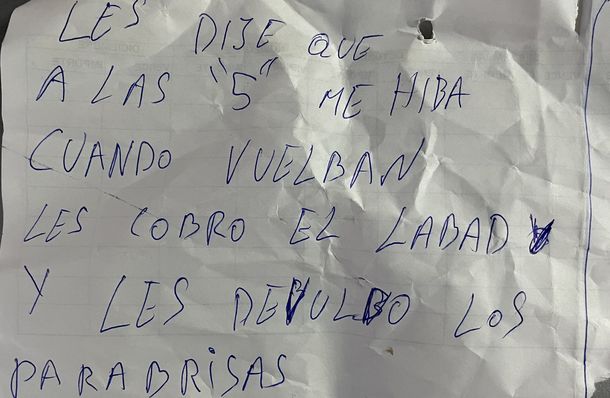 LES DIJE QUE
A LAS "5" ME HIBA
CUANDO VUELBAN
LES COBRO EL LABADO
Y LES DEVULBO LOS
PARABRISAS